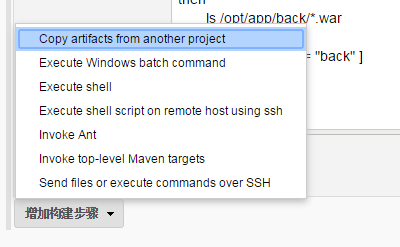 then
ls /opt/app/back/*.war
= "back" ]
Copy artifacts from another project
Execute Windows batch command
Execute shell
Execute shell script on remote host using ssh
Invoke Ant
Invoke top-level Maven targets
Send files or execute commands over SSH
增加构建步骤